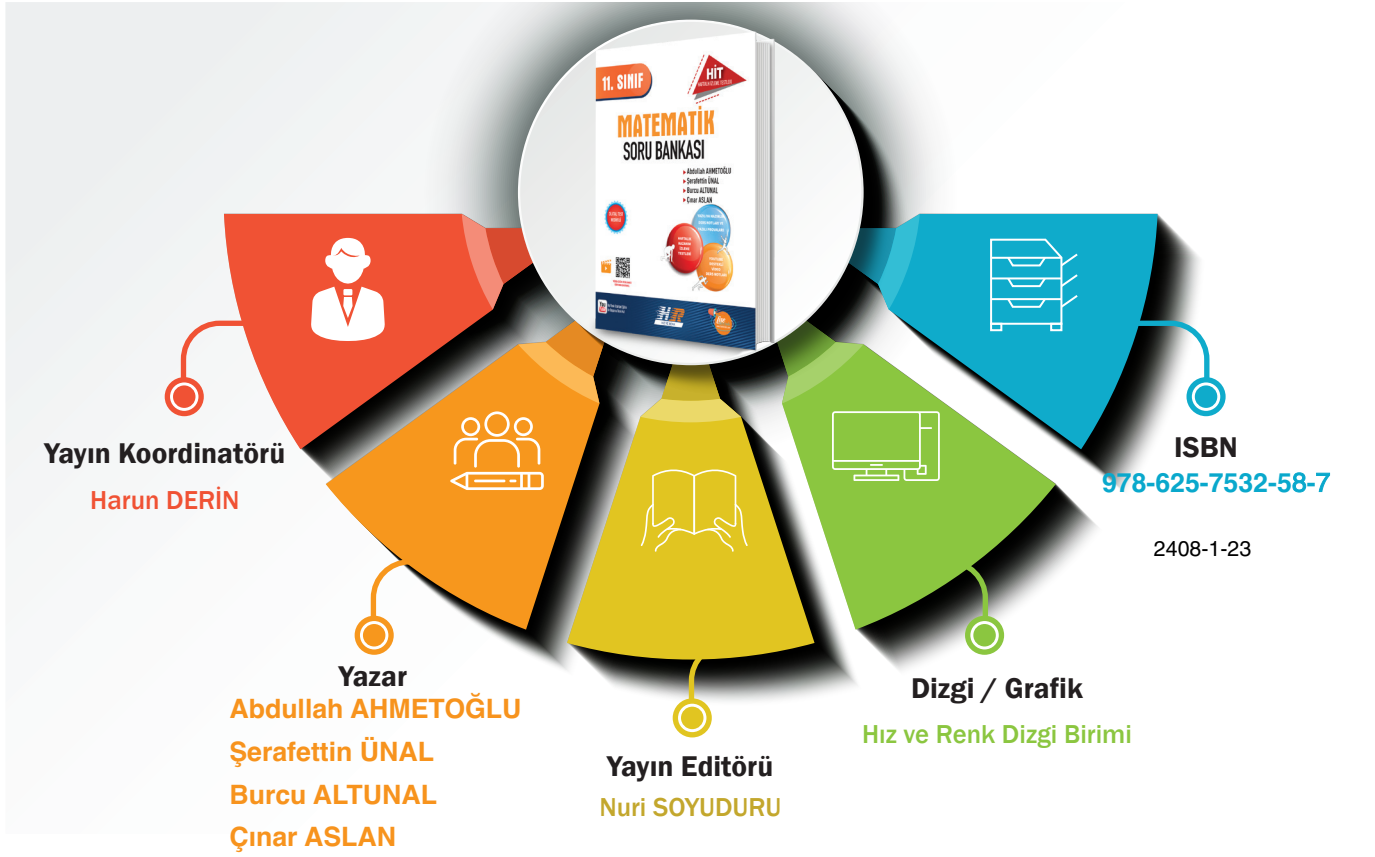 11. SINIF
HİT
MATEMATİK
SORU BANKASI
Abdullah AHMETOĞLU
Şerafettin ÜNAL
Burcu ALTUNAL
Çınar ASLAN
Yayın Koordinatörü
Harun DERİN
Yazar
Abdullah AHMETOĞLU
Şerafettin ÜNAL
Burcu ALTUNAL
Çınar ASLAN
Yayın Editörü
Nuri SOYUDURU
Dizgi / Grafik
Hız ve Renk Dizgi Birimi
ISBN
978-625-7532-58-7
2408-1-23